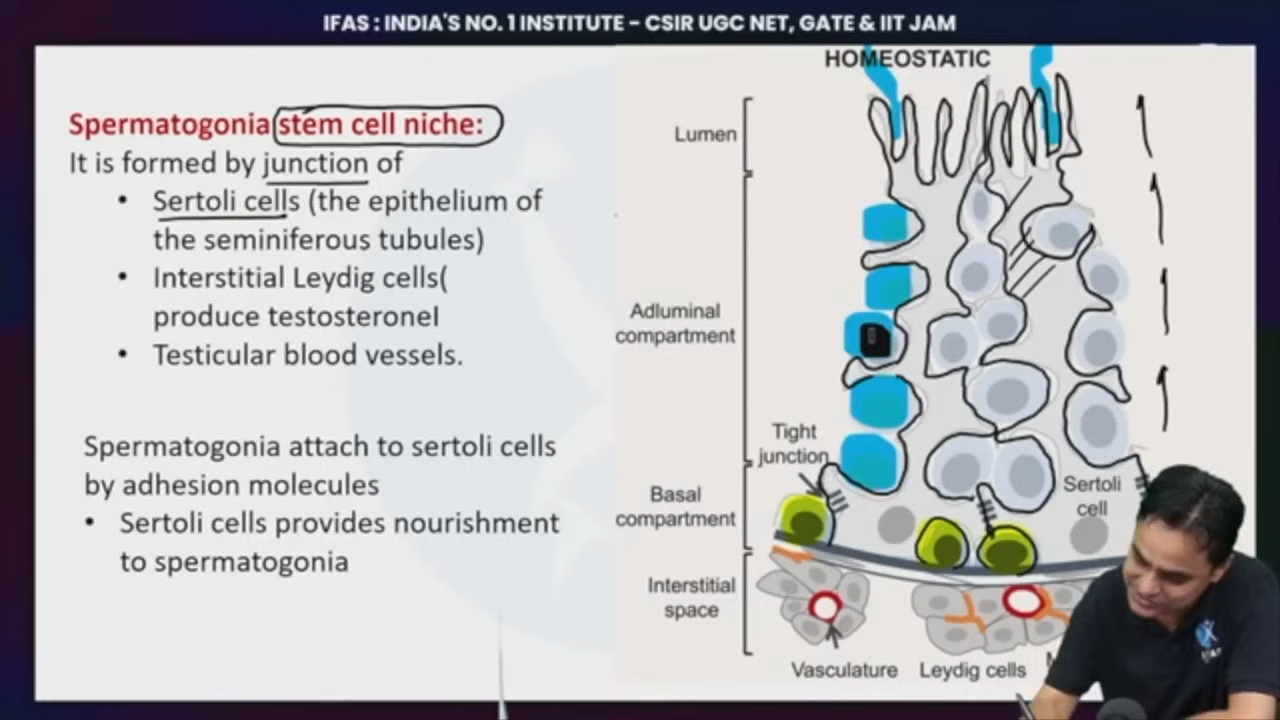 IFAS : INDIA'S NO. 1 INSTITUTE – CSIR UGC NET, GATE & IIT JAM
Spermatogonia stem cell niche:
It is formed by junction of
• Sertoli cells (the epithelium of
the seminiferous tubules)
• Interstitial Leydig cells(
produce testosteronel
• Testicular blood vessels.
Spermatogonia attach to sertoli cells
by adhesion molecules
• Sertoli cells provides nourishment
to spermatogonia
HOMEOSTATIC
Lumen
Adluminal
compartment
Tight
junction
Basal
compartment
Sertoli
cell
Interstitial
space
Vasculature
Leydig cells